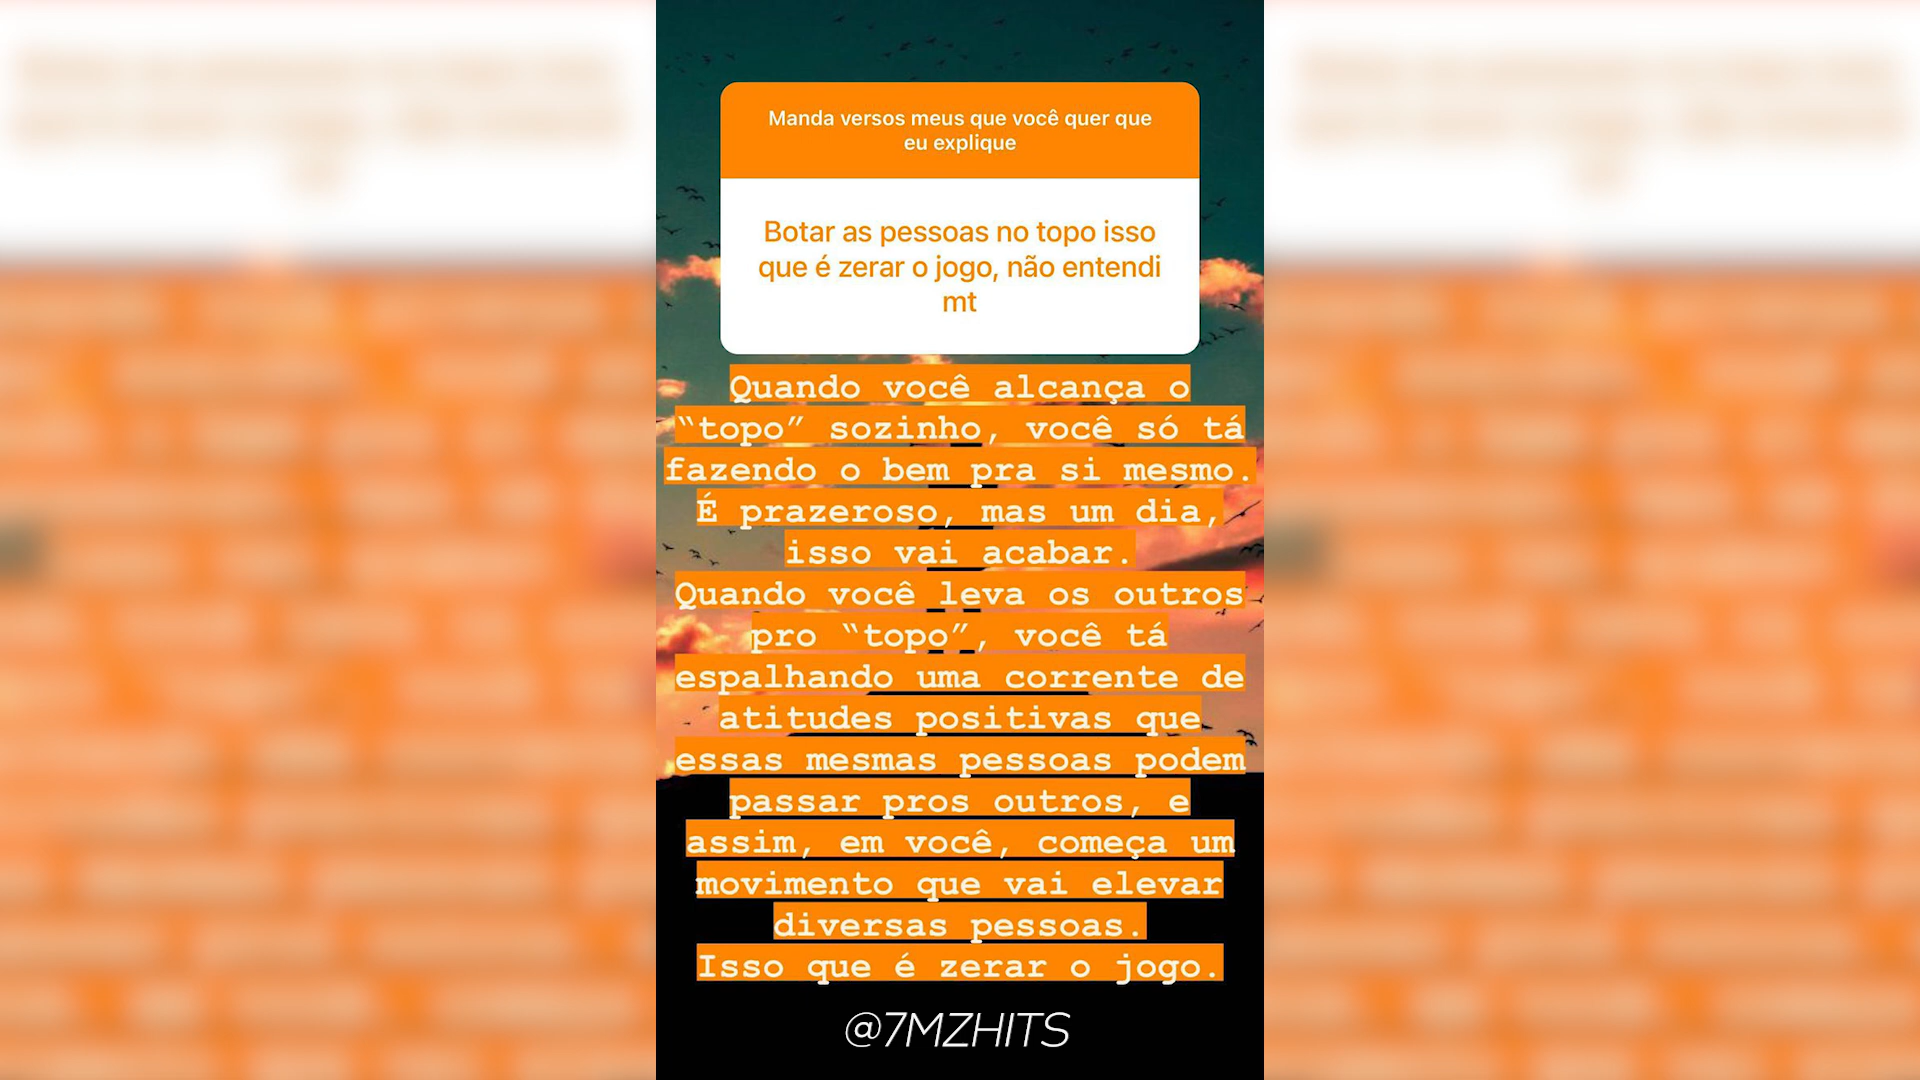 Manda versos meus que você quer que
eu explique
Botar as pessoas no topo isso
que é zerar o jogo, não entendi
mt
Quando você alcança o
“topo” sozinho, você só tá
fazendo o bem pra si mesmo.
É prazeroso, mas um dia,
isso vai acabar.
Quando você leva os outros
pro “topo”, você tá
espalhando uma corrente de
atitudes positivas que
essas mesmas pessoas podem
passar pros outros, e
assim, em você, começa um
movimento que vai elevar
diversas pessoas.
Isso que é zerar o jogo.
@7MZHITS